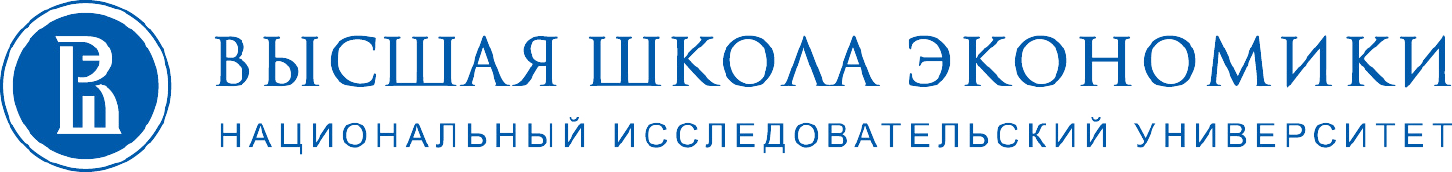 ВЫСШАЯ ШКОЛА ЭКОНОМИКИ
НАЦИОНАЛЬНЫЙ ИССЛЕДОВАТЕЛЬСКИЙ УНИВЕРСИТЕТ